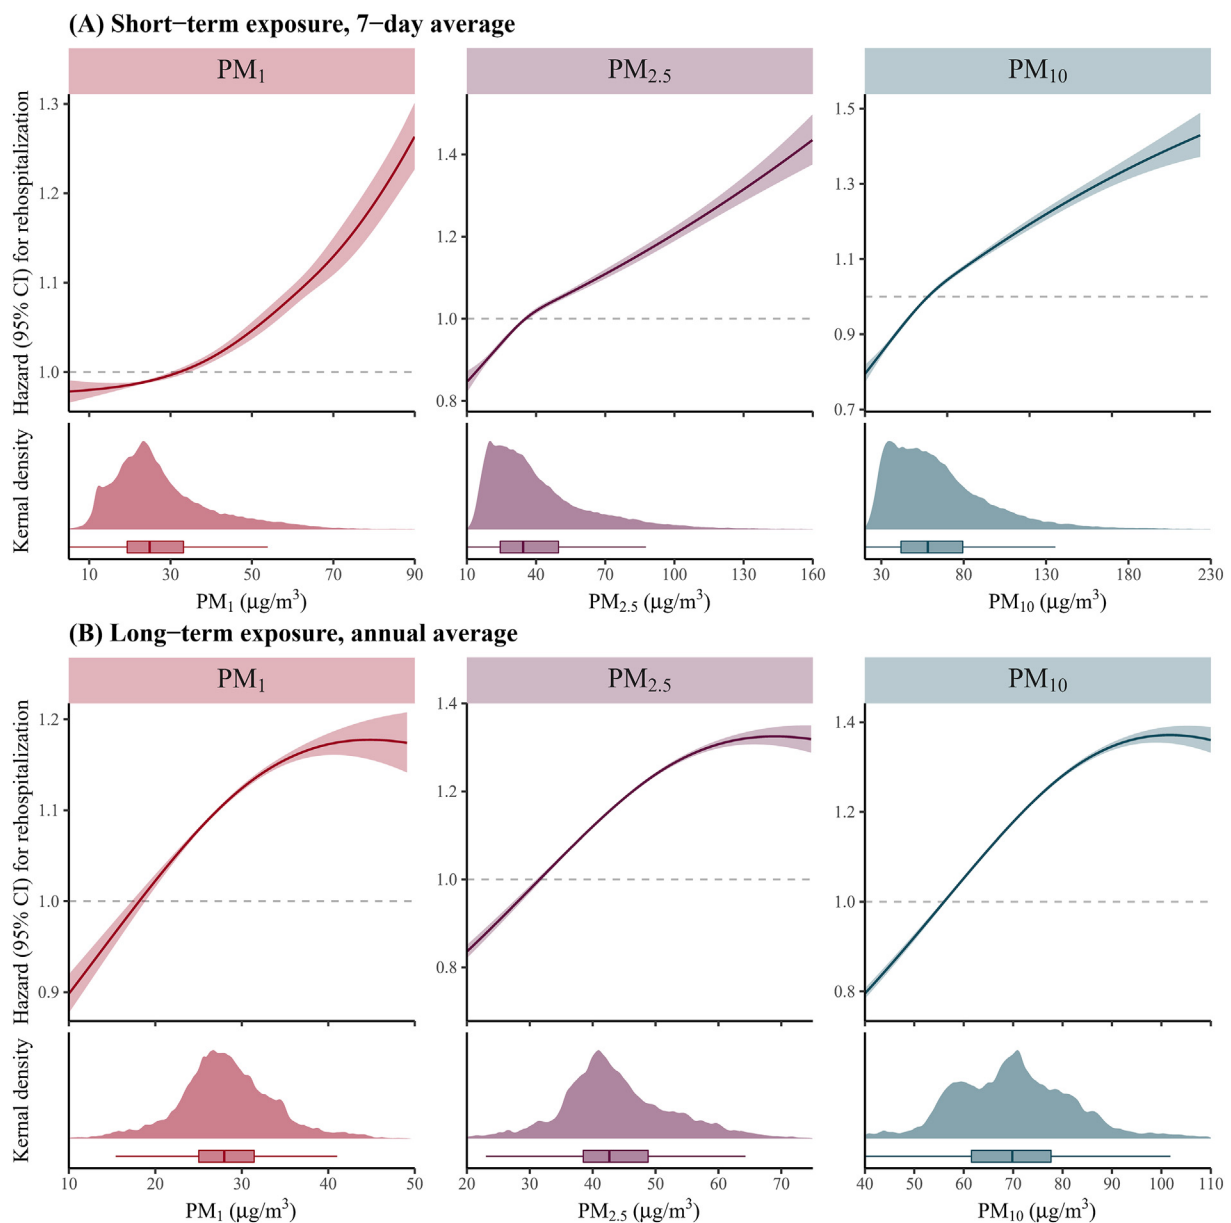 (A) Short−term exposure, 7−day average
PM1 PM2.5 PM10
Hazard (95% CI) for rehospitalization
1.3
1.2
1.1
1.0
1.4
1.2
1.0
0.8
1.5
1.3
1.1
0.9
0.7
Kernal density
10 30 50 70 90
10 40 70 100 130 160
30 80 130 180 230
PM1 (μg/m3) PM2.5 (μg/m3) PM10 (μg/m3)
(B) Long−term exposure, annual average
PM1 PM2.5 PM10
Hazard (95% CI) for rehospitalization
1.2
1.1
1.0
0.9
1.4
1.2
1.0
0.8
1.4
1.2
1.0
0.8
Kernal density
10 20 30 40 50
20 30 40 50 60 70
40 50 60 70 80 90 100 110
PM1 (μg/m3) PM2.5 (μg/m3) PM10 (μg/m3)